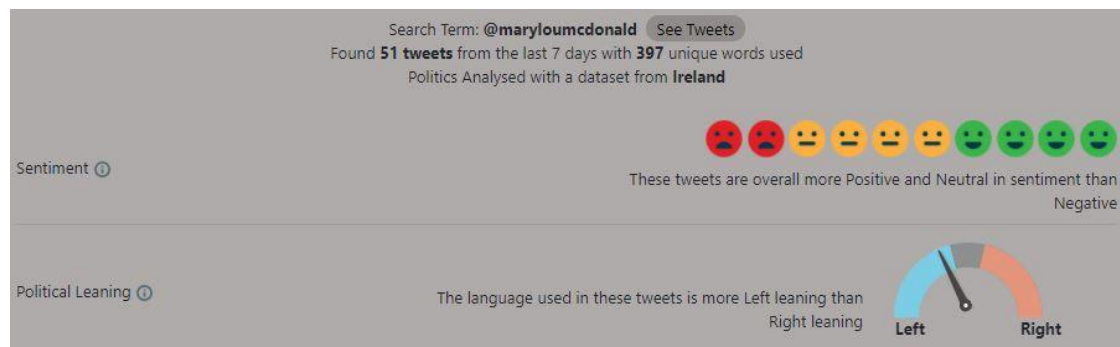 Search Term: @maryloumcdonald See Tweets
Found 51 tweets from the last 7 days with 397 unique words used
Politics Analysed with a dataset from Ireland
Sentiment
These tweets are overall more Positive and Neutral in sentiment than
Negative
Political Leaning
The language used in these tweets is more Left leaning than
Right leaning
Left Right